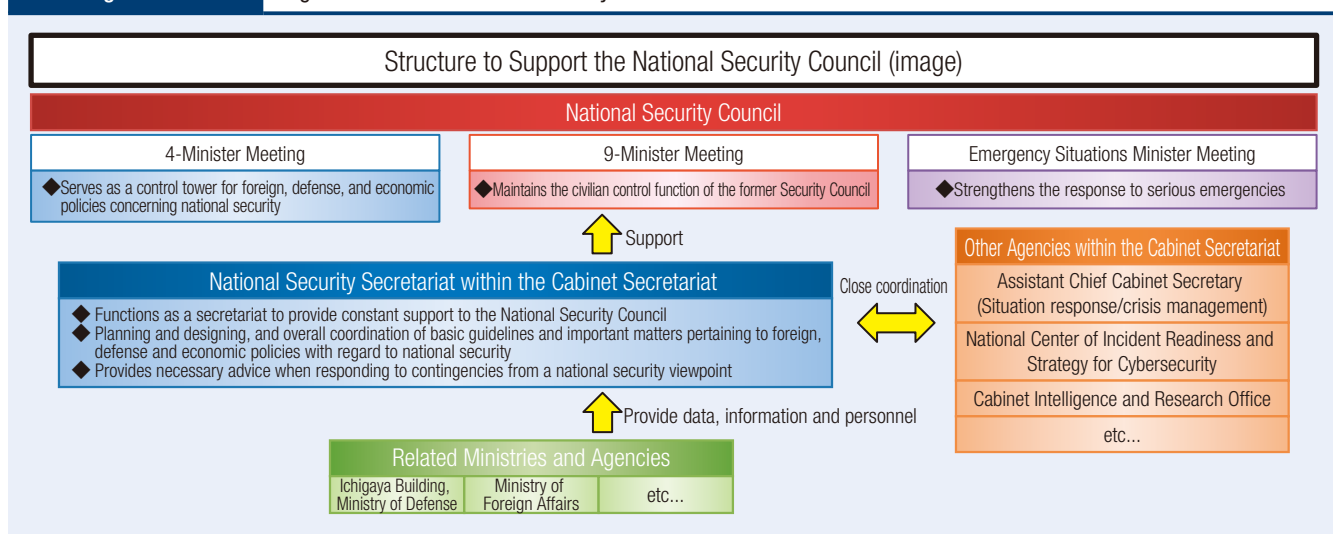 Structure to Support the National Security Council (image)
National Security Council
4-Minister Meeting
◆Serves as a control tower for foreign, defense, and economic
policies concerning national security
9-Minister Meeting
◆Maintains the civilian control function of the former Security Council
Emergency Situations Minister Meeting
◆Strengthens the response to serious emergencies
Support
National Security Secretariat within the Cabinet Secretariat
◆ Functions as a secretariat to provide constant support to the National Security Council
◆ Planning and designing, and overall coordination of basic guidelines and important matters pertaining to foreign,
defense and economic policies with regard to national security
◆ Provides necessary advice when responding to contingencies from a national security viewpoint
Close coordination
Other Agencies within the Cabinet Secretariat
Assistant Chief Cabinet Secretary
(Situation response/crisis management)
National Center of Incident Readiness and
Strategy for Cybersecurity
Cabinet Intelligence and Research Office
etc...
Provide data, information and personnel
Related Ministries and Agencies
Ichigaya Building,
Ministry of Defense
Ministry of
Foreign Affairs
etc...